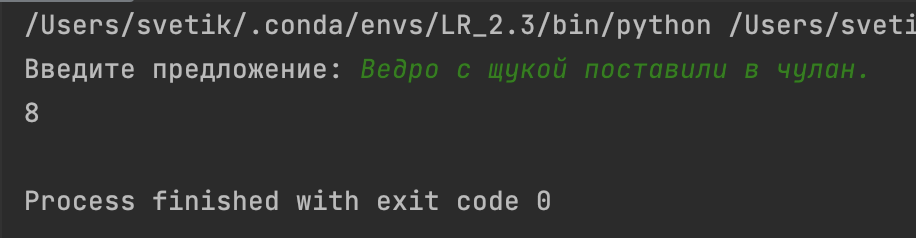 /Users/svetik/.conda/envs/LR_2.3/bin/python /Users/sveti
Введите предложение: Ведро с щукой поставили в чулан.
8
Process finished with exit code 0